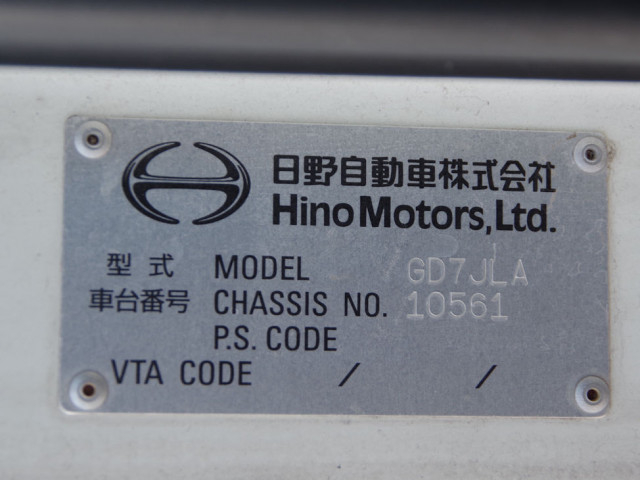 日野自動車株式会社
Hino Motors, Ltd.
型式 MODEL GD7JLA
車台番号 CHASSIS NO. 10561
P.S. CODE
VTA CODE / /